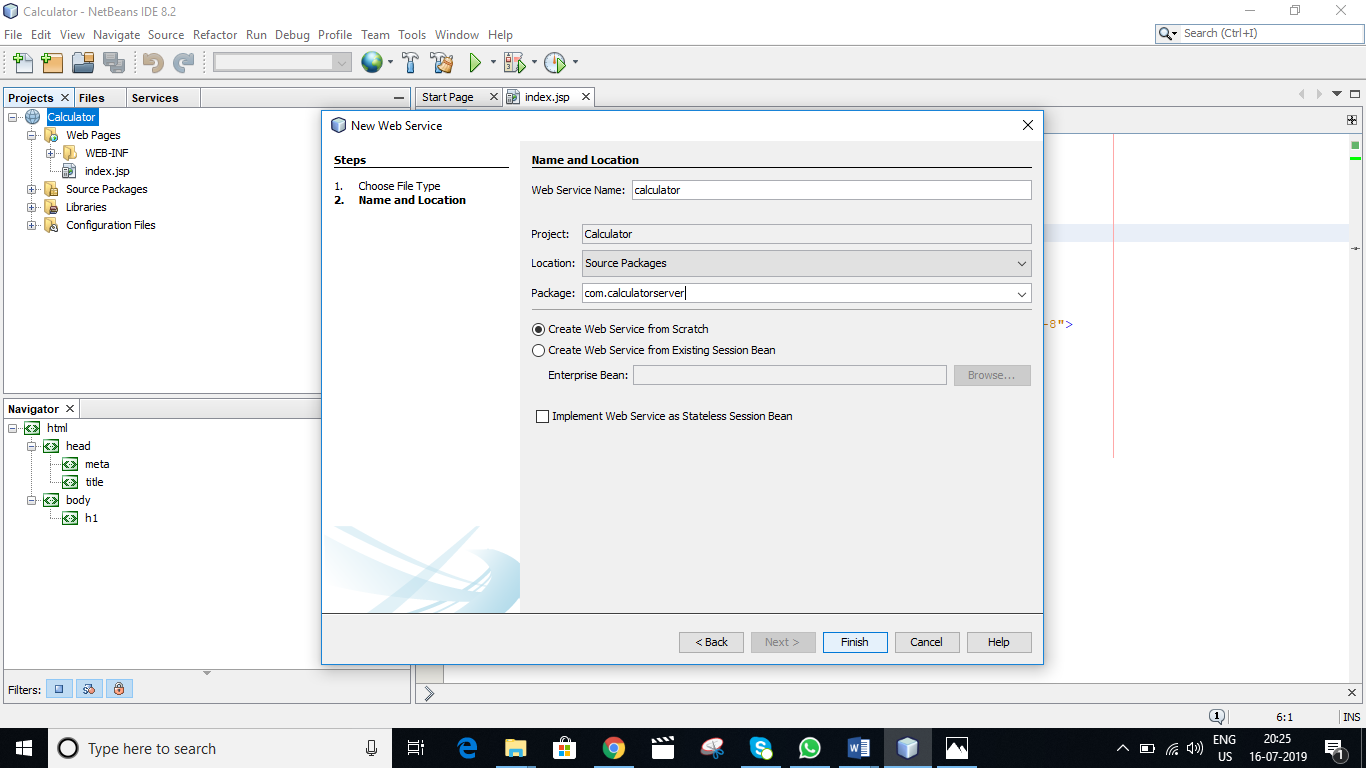 Calculator - NetBeans IDE 8.2
File Edit View Navigate Source Refactor Run Debug Profile Team Tools Window Help
Search (Ctrl+I)
Projects Files Services
Calculator
Web Pages
WEB-INF
index.jsp
Source Packages
Libraries
Configuration Files
Navigator
html
head
meta
title
body
h1
Filters:
Start Page index.jsp
-8">
New Web Service
Steps
1. Choose File Type
2. Name and Location
Name and Location
Web Service Name: calculator
Project: Calculator
Location: Source Packages
Package: com.calculatorserver
Create Web Service from Scratch
Create Web Service from Existing Session Bean
Enterprise Bean: Browse...
Implement Web Service as Stateless Session Bean
< Back Next > Finish Cancel Help
1 6:1 INS
Type here to search
ENG
US
20:25
16-07-2019
1